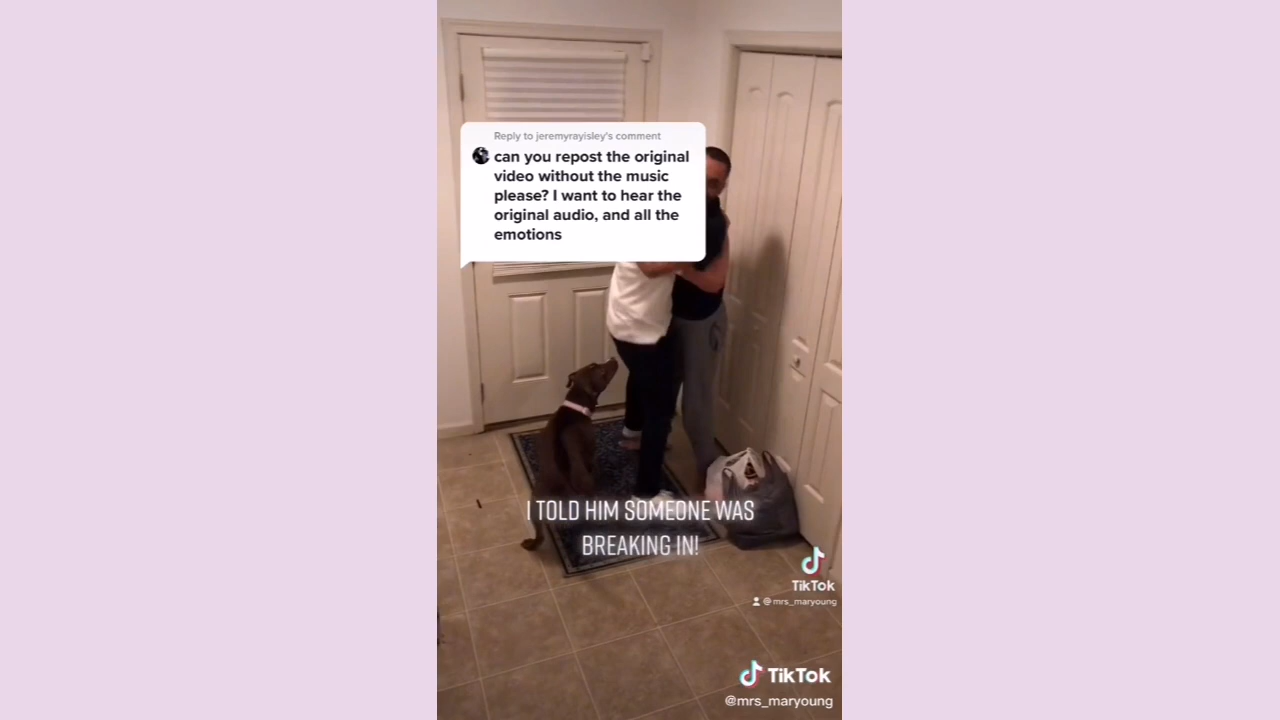 Reply to jeremyrayisley's comment
can you repost the original
video without the music
please? I want to hear the
original audio, and all the
emotions
I TOLD HIM SOMEONE WAS
BREAKING IN!
TikTok
@mrs_maryoung
TikTok
@mrs_maryoung